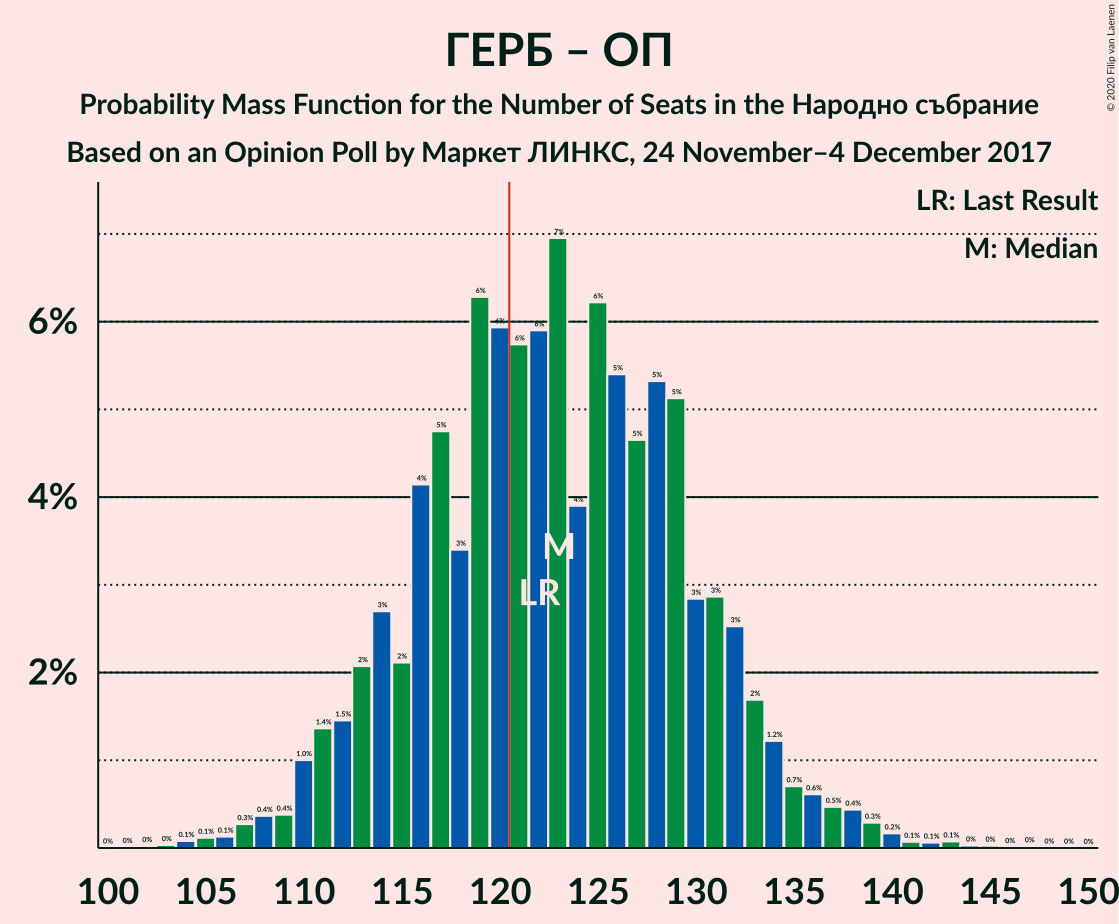 ГЕРБ – ОП
Probability Mass Function for the Number of Seats in the Народно събрание
Based on an Opinion Poll by Маркет ЛИНКС, 24 November–4 December 2017
© 2020 Filip van Laenen
LR: Last Result
M: Median
6%
4%
2%
0% 0% 0% 0% 0.1% 0.1% 0.1% 0.3% 0.4% 0.4% 1.0% 1.4% 1.5% 2% 3% 2% 4% 5% 3% 6% 6% 6% 6% 7% 4% 6% 5% 5% 5% 5% 3% 3% 3% 2% 1.2% 0.7% 0.6% 0.5% 0.4% 0.3% 0.2% 0.1% 0.1% 0.1% 0% 0% 0% 0% 0% 0% 0%
M
LR
100 105 110 115 120 125 130 135 140 145 150